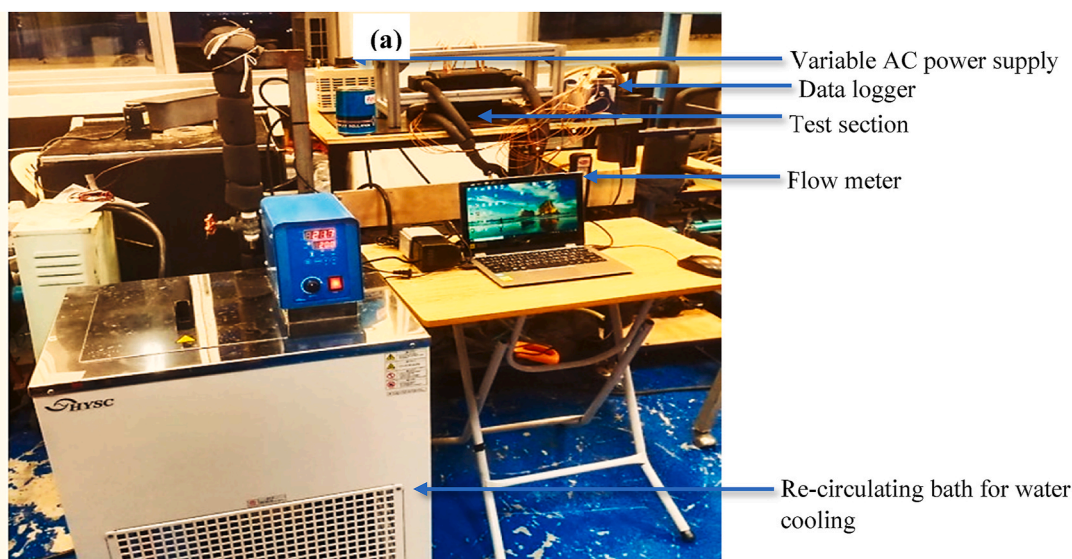 (a)
Variable AC power supply
Data logger
Test section
Flow meter
HYSC
Re-circulating bath for water
cooling